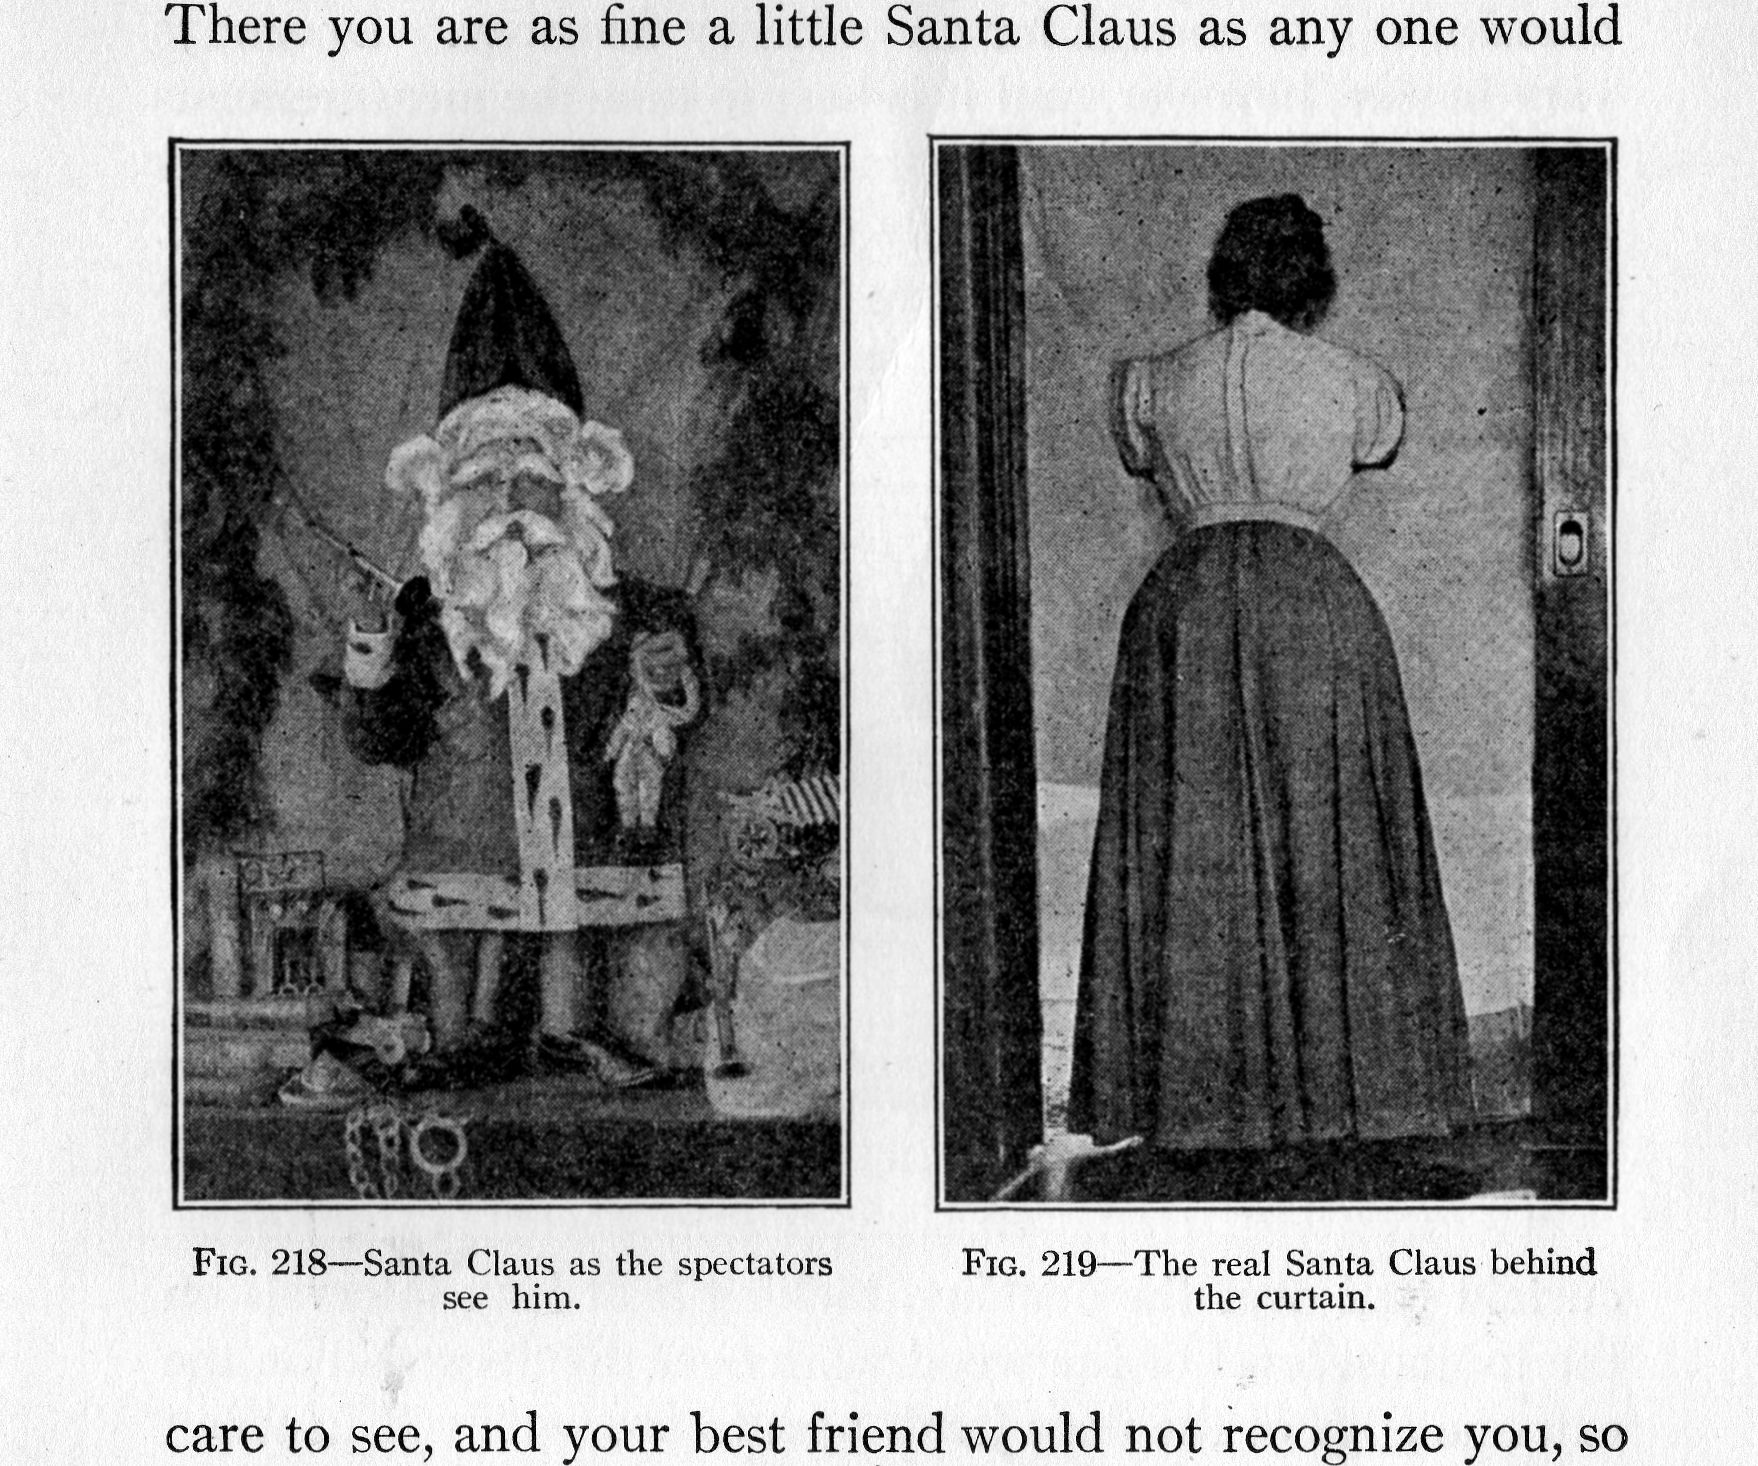 There you are as fine a little Santa Claus as any one would
Fig. 218—Santa Claus as the spectators
see him.
Fig. 219—The real Santa Claus behind
the curtain.
care to see, and your best friend would not recognize you, so